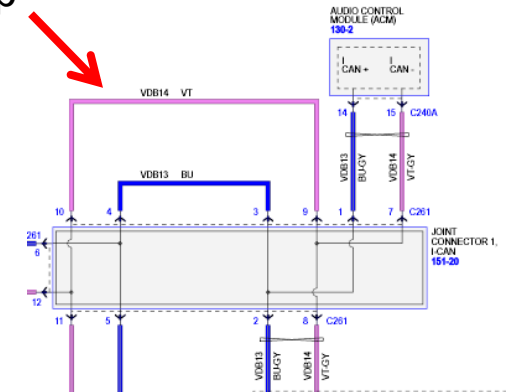 AUDIO CONTROL
MODULE (ACM)
130-2
I
CAN +
I
CAN -
14
15
C240A
VDB14 VT
VDB13
BU-GY
VDB14
VT-GY
VDB13 BU
10
4
3
9
1
7
C261
261
6
12
JOINT
CONNECTOR 1,
I-CAN
151-20
11
5
2
8
C261
VDB13
BU-GY
VDB14
VT-GY